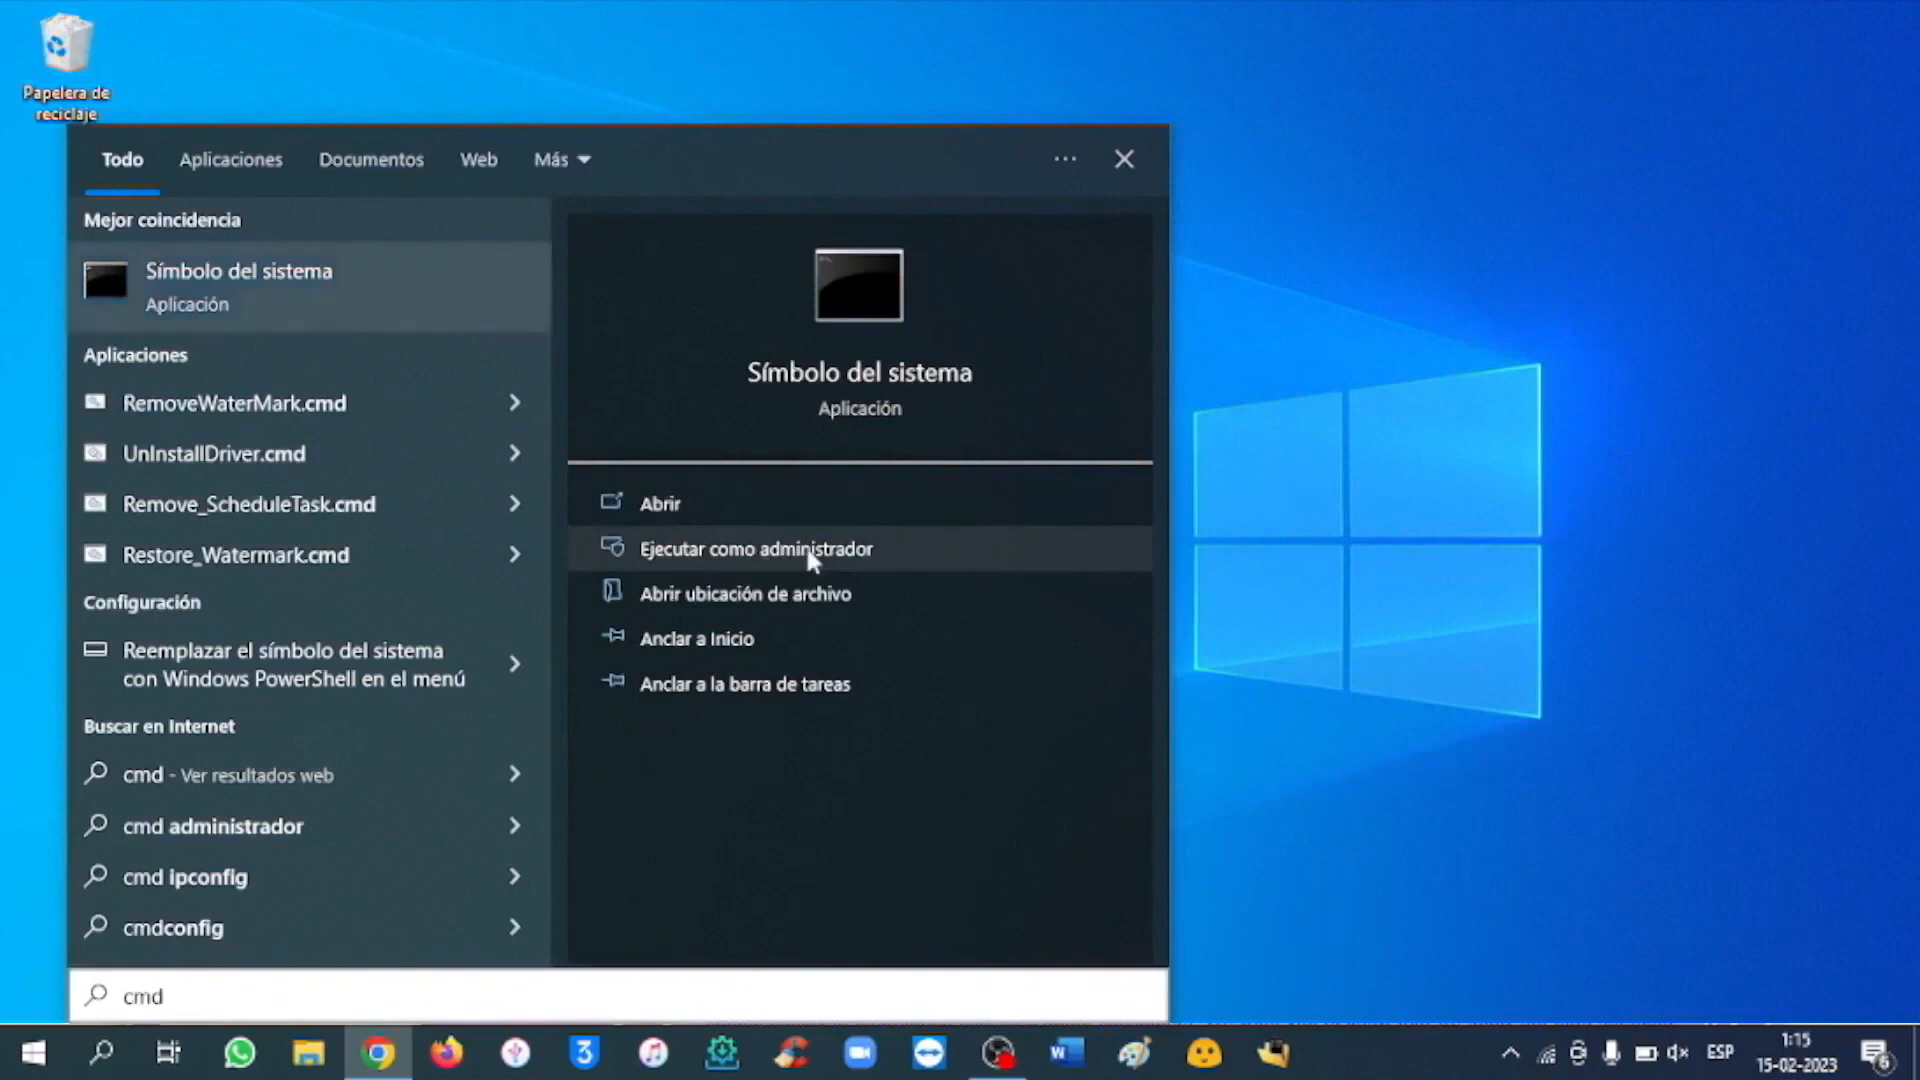 Papelera de
reciclaje
Todo
Aplicaciones
Documentos
Web
Más
Mejor coincidencia
Símbolo del sistema
Aplicación
Aplicaciones
RemoveWaterMark.cmd
UnInstallDriver.cmd
Remove_ScheduleTask.cmd
Restore_Watermark.cmd
Configuración
Reemplazar el símbolo del sistema
con Windows PowerShell en el menú
Buscar en Internet
cmd - Ver resultados web
cmd administrador
cmd ipconfig
cmdconfig
cmd
Símbolo del sistema
Aplicación
Abrir
Ejecutar como administrador
Abrir ubicación de archivo
Anclar a Inicio
Anclar a la barra de tareas
3
W
ESP
1:15
15-02-2023
6